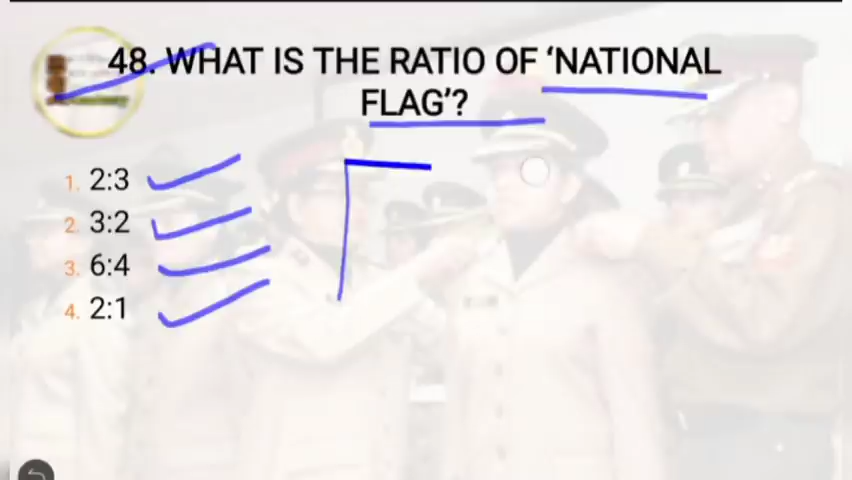 48. WHAT IS THE RATIO OF ‘NATIONAL
FLAG’?
1. 2:3
2. 3:2
3. 6:4
4. 2:1